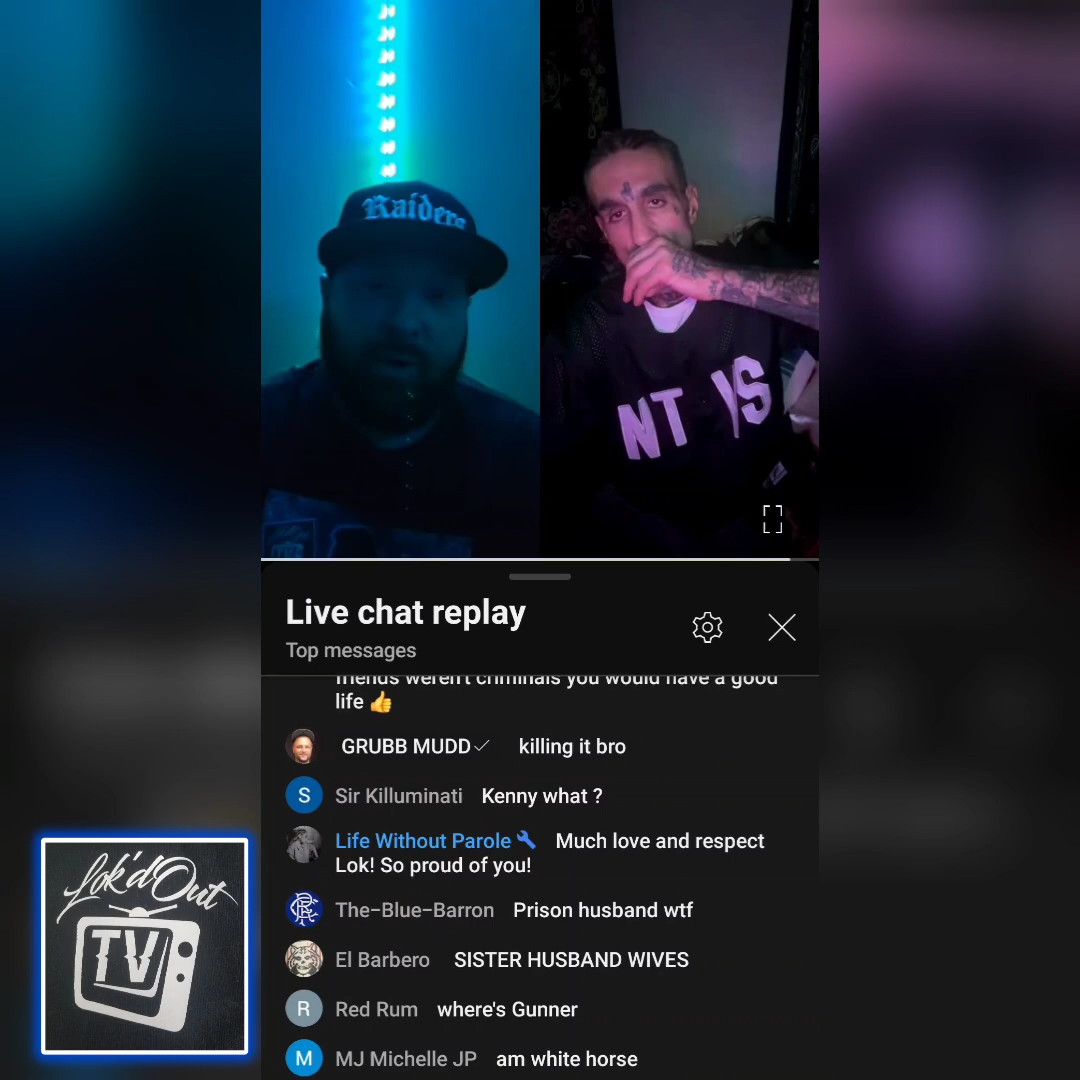 Raiders
NT YS
Live chat replay
Top messages
friends weren't criminals you would have a good
life 👍
GRUBB MUDD✓ killing it bro
S Sir Killuminati Kenny what ?
Life Without Parole 🔧 Much love and respect
Lok! So proud of you!
The-Blue-Barron Prison husband wtf
El Barbero SISTER HUSBAND WIVES
R Red Rum where's Gunner
M MJ Michelle JP am white horse
Lok'dOut
TV